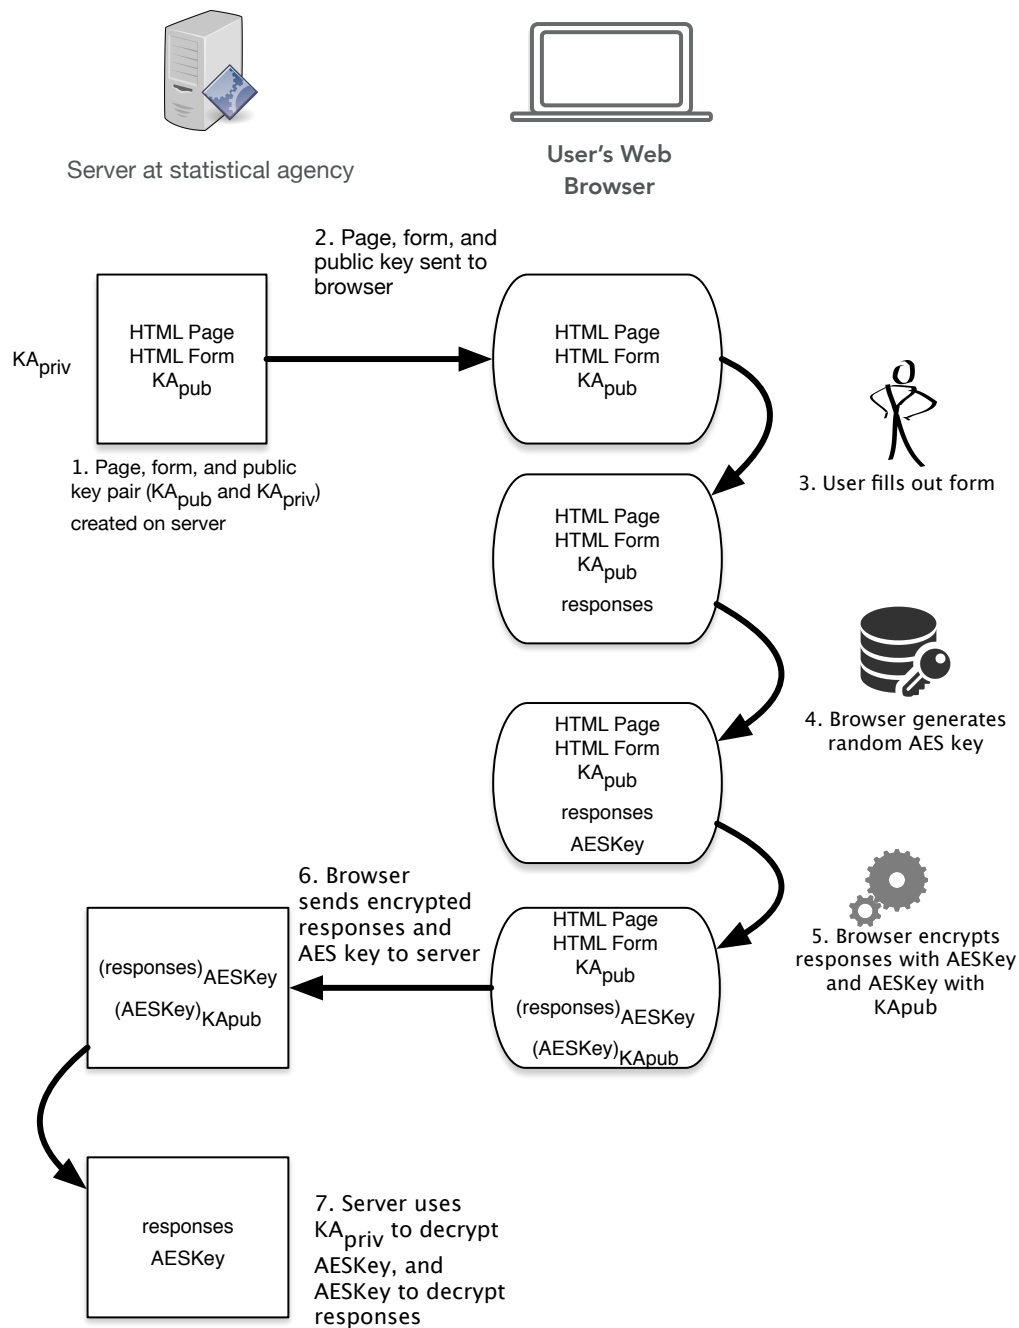 Server at statistical agency
User's Web
Browser
2. Page, form, and
public key sent to
browser
KApriv
HTML Page
HTML Form
KApub
HTML Page
HTML Form
KApub
1. Page, form, and public
key pair (KApub and KApriv)
created on server
3. User fills out form
HTML Page
HTML Form
KApub
responses
4. Browser generates
random AES key
HTML Page
HTML Form
KApub
responses
AESKey
5. Browser encrypts
responses with AESKey
and AESKey with
KApub
6. Browser
sends encrypted
responses and
AES key to server
HTML Page
HTML Form
KApub
(responses)AESKey
(AESKey)KApub
(responses)AESKey
(AESKey)KApub
responses
AESKey
7. Server uses
KApriv to decrypt
AESKey, and
AESKey to decrypt
responses